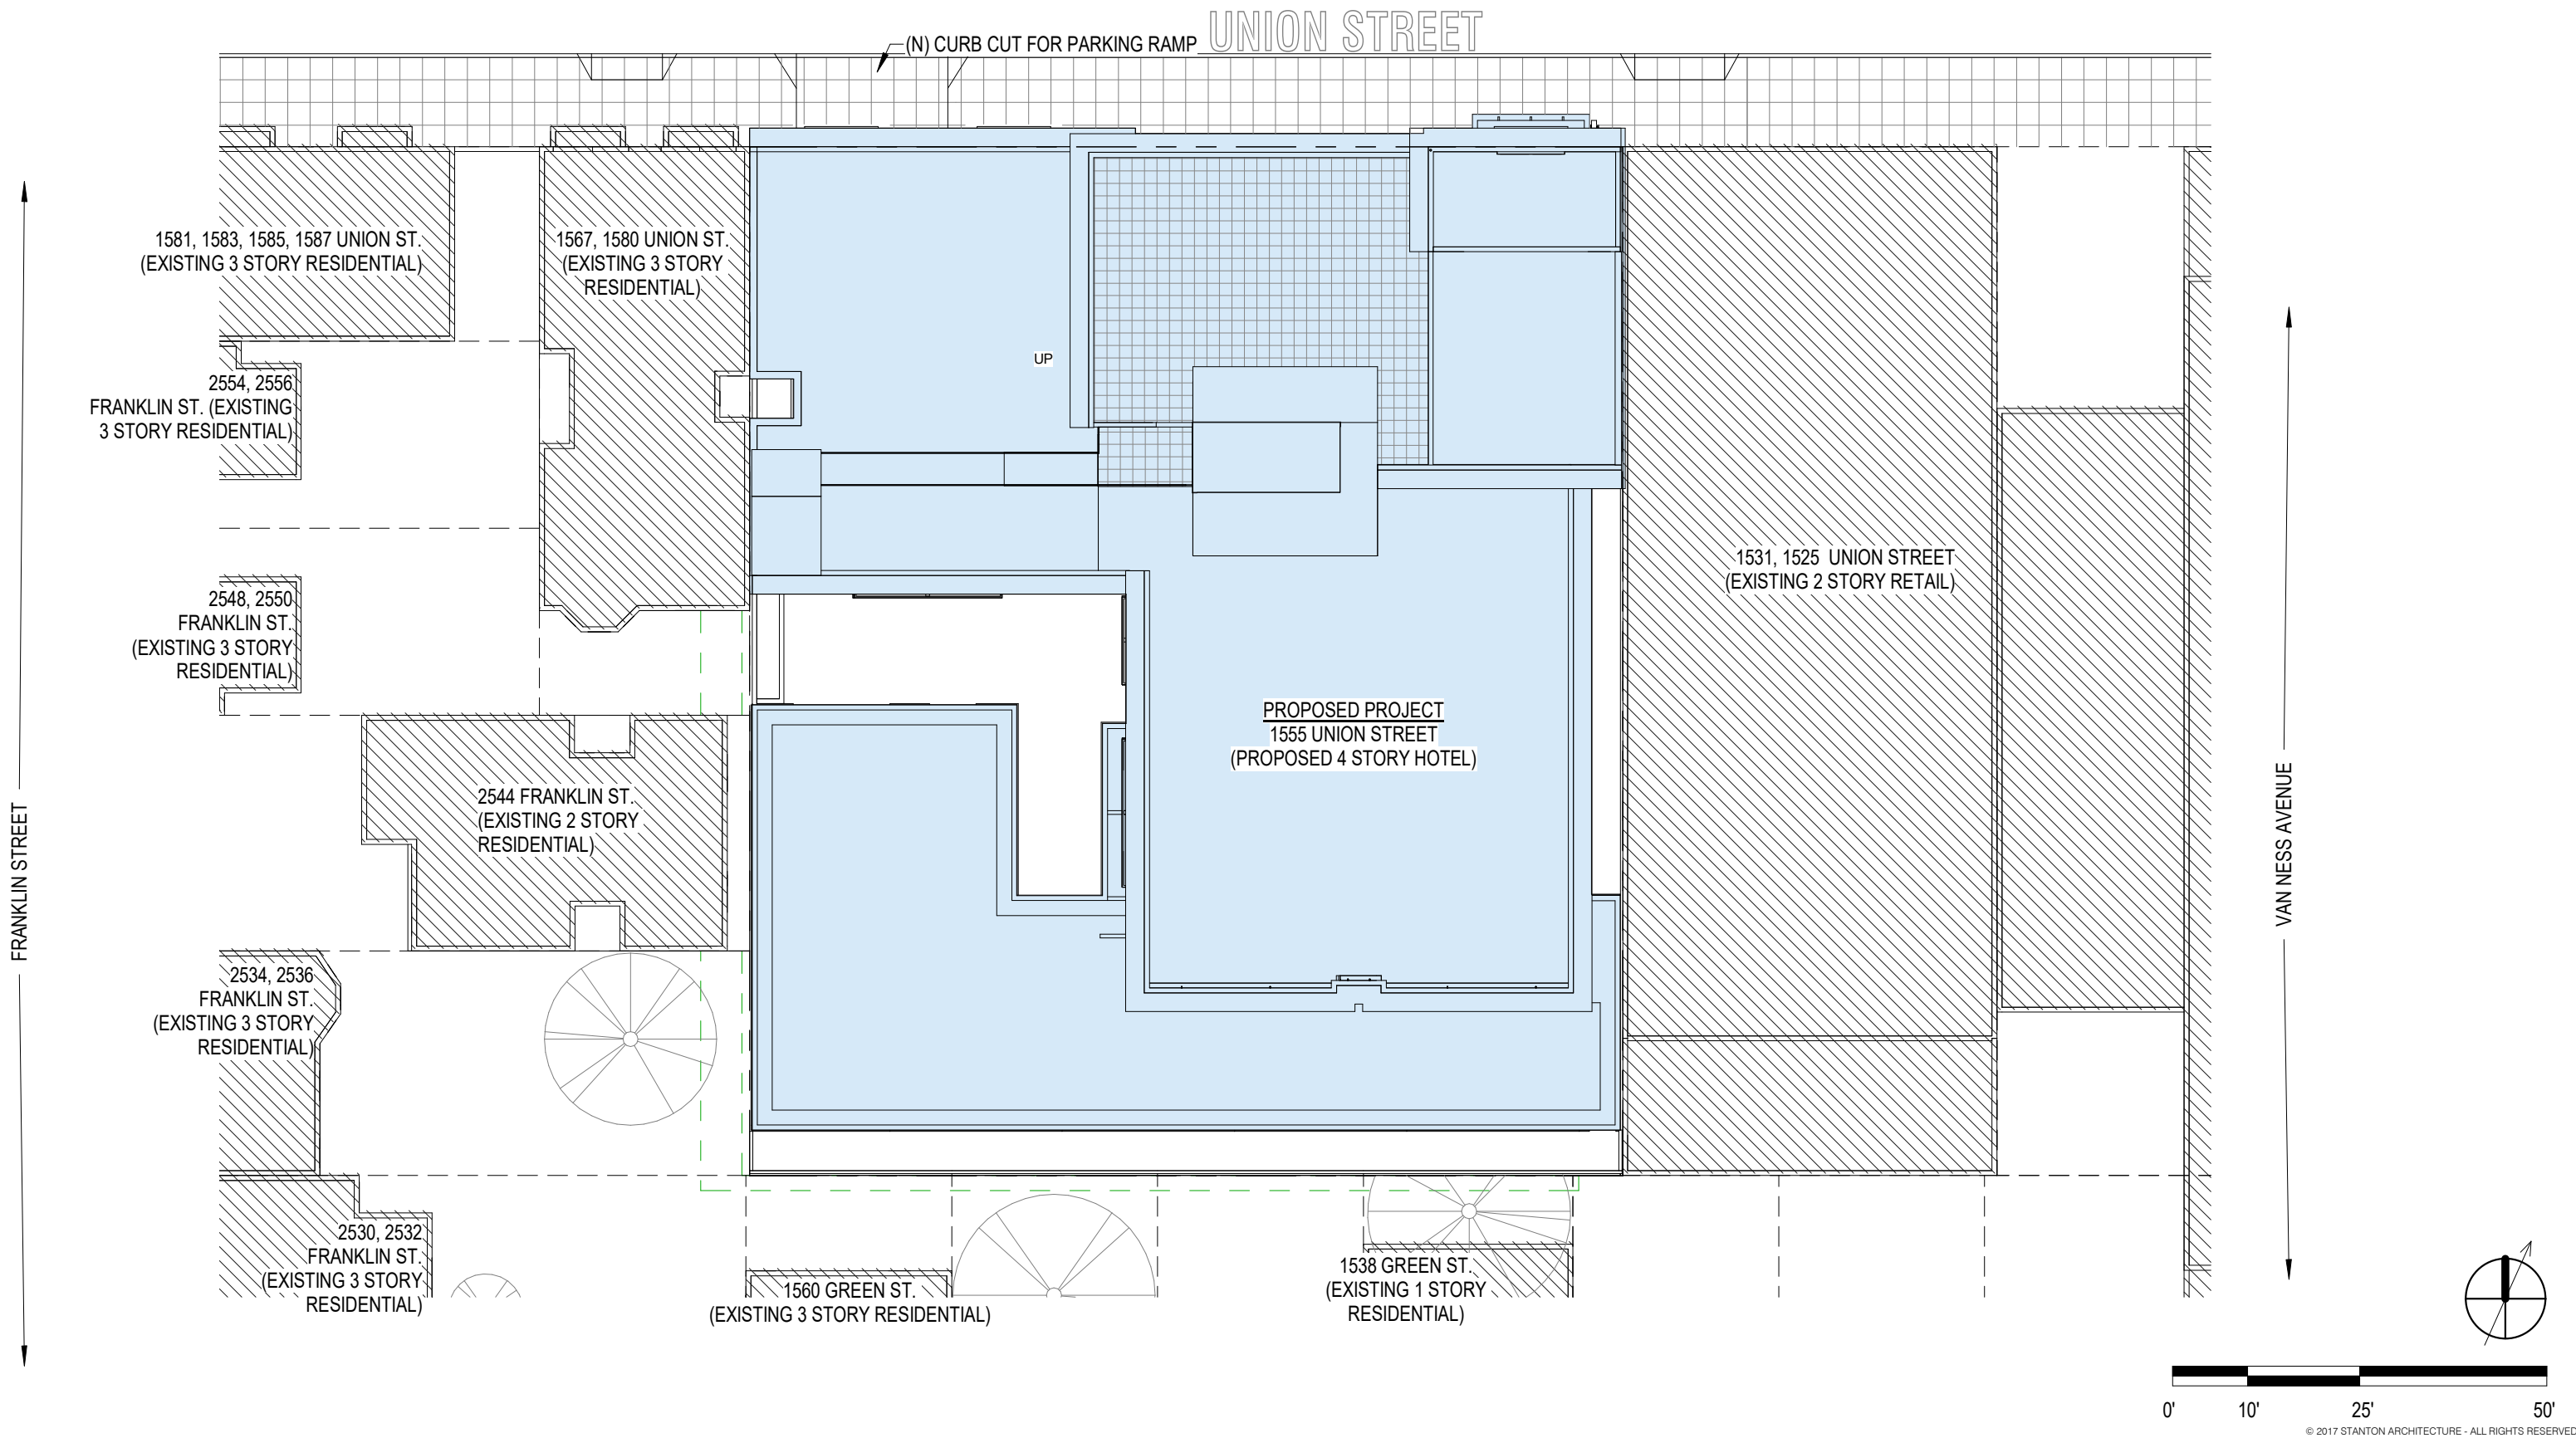 UNION STREET
(N) CURB CUT FOR PARKING RAMP
1581, 1583, 1585, 1587 UNION ST.
(EXISTING 3 STORY RESIDENTIAL)
1567, 1580 UNION ST.
(EXISTING 3 STORY
RESIDENTIAL)
UP
2554, 2556
FRANKLIN ST. (EXISTING
3 STORY RESIDENTIAL)
2548, 2550
FRANKLIN ST.
(EXISTING 3 STORY
RESIDENTIAL)
1531, 1525 UNION STREET
(EXISTING 2 STORY RETAIL)
PROPOSED PROJECT
1555 UNION STREET
(PROPOSED 4 STORY HOTEL)
2544 FRANKLIN ST.
(EXISTING 2 STORY
RESIDENTIAL)
FRANKLIN STREET
VAN NESS AVENUE
2534, 2536
FRANKLIN ST.
(EXISTING 3 STORY
RESIDENTIAL)
2530, 2532
FRANKLIN ST.
(EXISTING 3 STORY
RESIDENTIAL)
1560 GREEN ST.
(EXISTING 3 STORY RESIDENTIAL)
1538 GREEN ST.
(EXISTING 1 STORY
RESIDENTIAL)
0' 10' 25' 50'
© 2017 STANTON ARCHITECTURE - ALL RIGHTS RESERVED